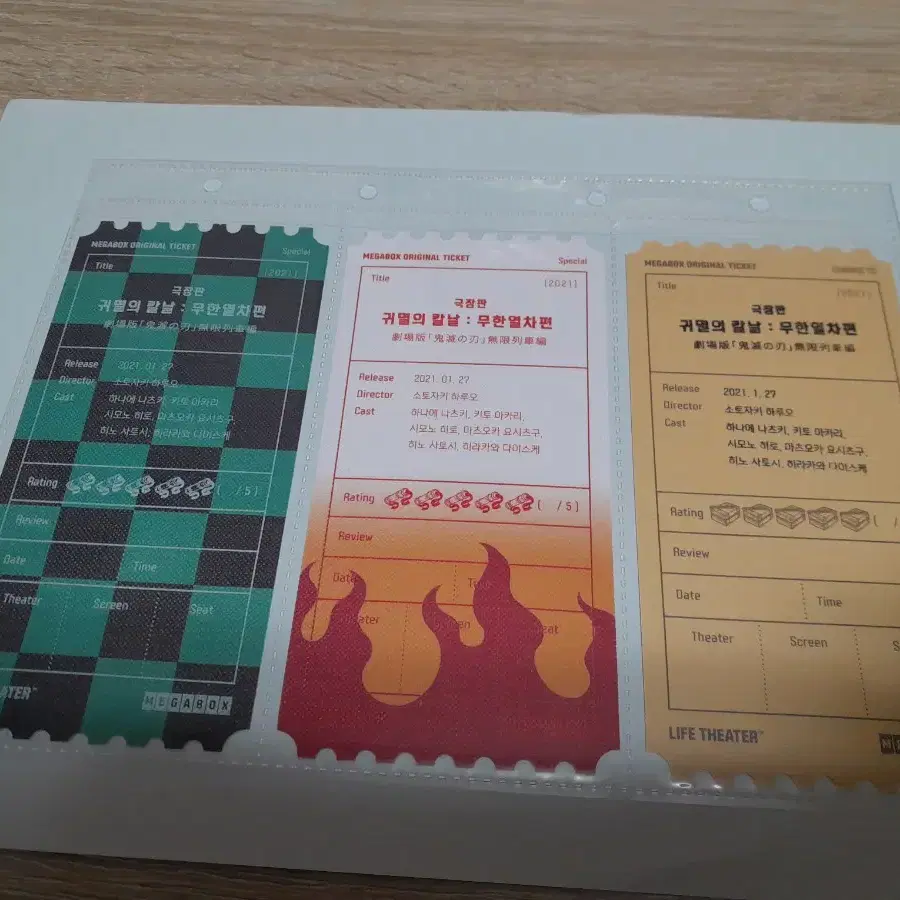 MEGABOX ORIGINAL TICKET
Special
Title
[2021]
극장판
귀멸의 칼날 : 무한열차편
劇場版「鬼滅の刃」無限列車編
Release 2021. 01. 27
Director 소토자키 하루오
Cast 하나에 나츠키, 키토 아카리,
시모노 히로, 마츠오카 요시츠구,
히노 사토시, 히라카와 다이스케
Rating [ / 5 ]
Review
Date Time
Theater Screen Seat
MEGABOX
MEGABOX ORIGINAL TICKET
Special
Title
[2021]
극장판
귀멸의 칼날 : 무한열차편
劇場版「鬼滅の刃」無限列車編
Release 2021. 01. 27
Director 소토자키 하루오
Cast 하나에 나츠키, 키토 아카리,
시모노 히로, 마츠오카 요시츠구,
히노 사토시, 히라카와 다이스케
Rating [ / 5 ]
Review
Date
MEGABOX ORIGINAL TICKET
Title
[2021]
극장판
귀멸의 칼날 : 무한열차편
劇場版「鬼滅の刃」無限列車編
Release 2021. 1. 27
Director 소토자키 하루오
Cast 하나에 나츠키, 키토 아카리,
시모노 히로, 마츠오카 요시츠구,
히노 사토시, 히라카와 다이스케
Rating [ /
Review
Date Time
Theater Screen S
LIFE THEATER™